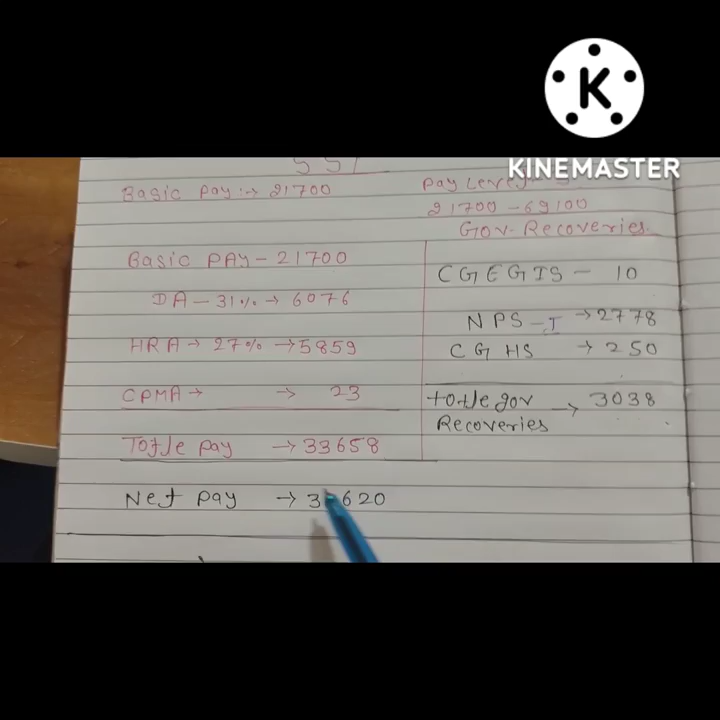 K
KINEMASTER
Basic pay :→ 21700
Pay Level
21700 - 69100
Gov. Recoveries.
Basic PAY - 21700
DA - 31% → 6076
HRA → 27% → 5859
CPMA → → 23
Totle pay → 33658
Net pay → 3 620
CGEGIS - 10
NPS - I → 2778
CGHS → 250
totle gov → 3038
Recoveries